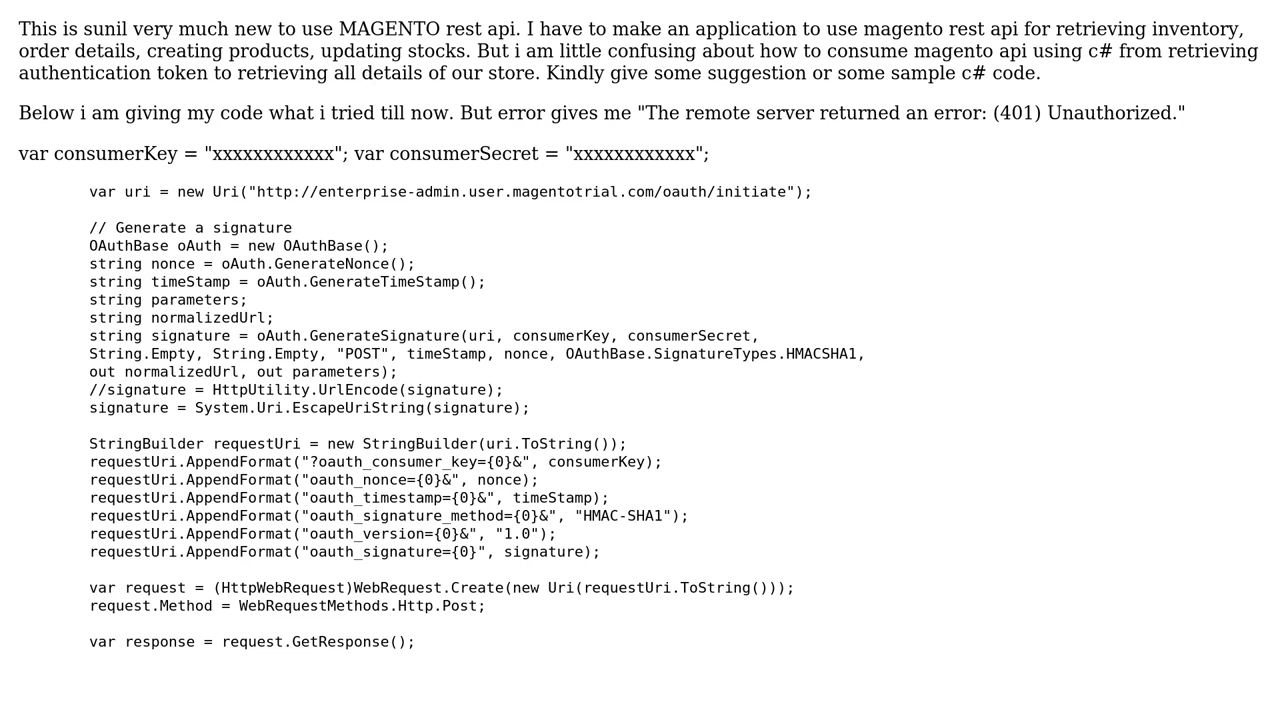 This is sunil very much new to use MAGENTO rest api. I have to make an application to use magento rest api for retrieving inventory,
order details, creating products, updating stocks. But i am little confusing about how to consume magento api using c# from retrieving
authentication token to retrieving all details of our store. Kindly give some suggestion or some sample c# code.
Below i am giving my code what i tried till now. But error gives me "The remote server returned an error: (401) Unauthorized."
var consumerKey = "xxxxxxxxxxxx"; var consumerSecret = "xxxxxxxxxxxx";
var uri = new Uri("http://enterprise-admin.user.magentotrial.com/oauth/initiate");
// Generate a signature
OAuthBase oAuth = new OAuthBase();
string nonce = oAuth.GenerateNonce();
string timeStamp = oAuth.GenerateTimeStamp();
string parameters;
string normalizedUrl;
string signature = oAuth.GenerateSignature(uri, consumerKey, consumerSecret,
String.Empty, String.Empty, "POST", timeStamp, nonce, OAuthBase.SignatureTypes.HMACSHA1,
out normalizedUrl, out parameters);
//signature = HttpUtility.UrlEncode(signature);
signature = System.Uri.EscapeUriString(signature);
StringBuilder requestUri = new StringBuilder(uri.ToString());
requestUri.AppendFormat("?oauth_consumer_key={0}&", consumerKey);
requestUri.AppendFormat("oauth_nonce={0}&", nonce);
requestUri.AppendFormat("oauth_timestamp={0}&", timeStamp);
requestUri.AppendFormat("oauth_signature_method={0}&", "HMAC-SHA1");
requestUri.AppendFormat("oauth_version={0}&", "1.0");
requestUri.AppendFormat("oauth_signature={0}", signature);
var request = (HttpWebRequest)WebRequest.Create(new Uri(requestUri.ToString()));
request.Method = WebRequestMethods.Http.Post;
var response = request.GetResponse();